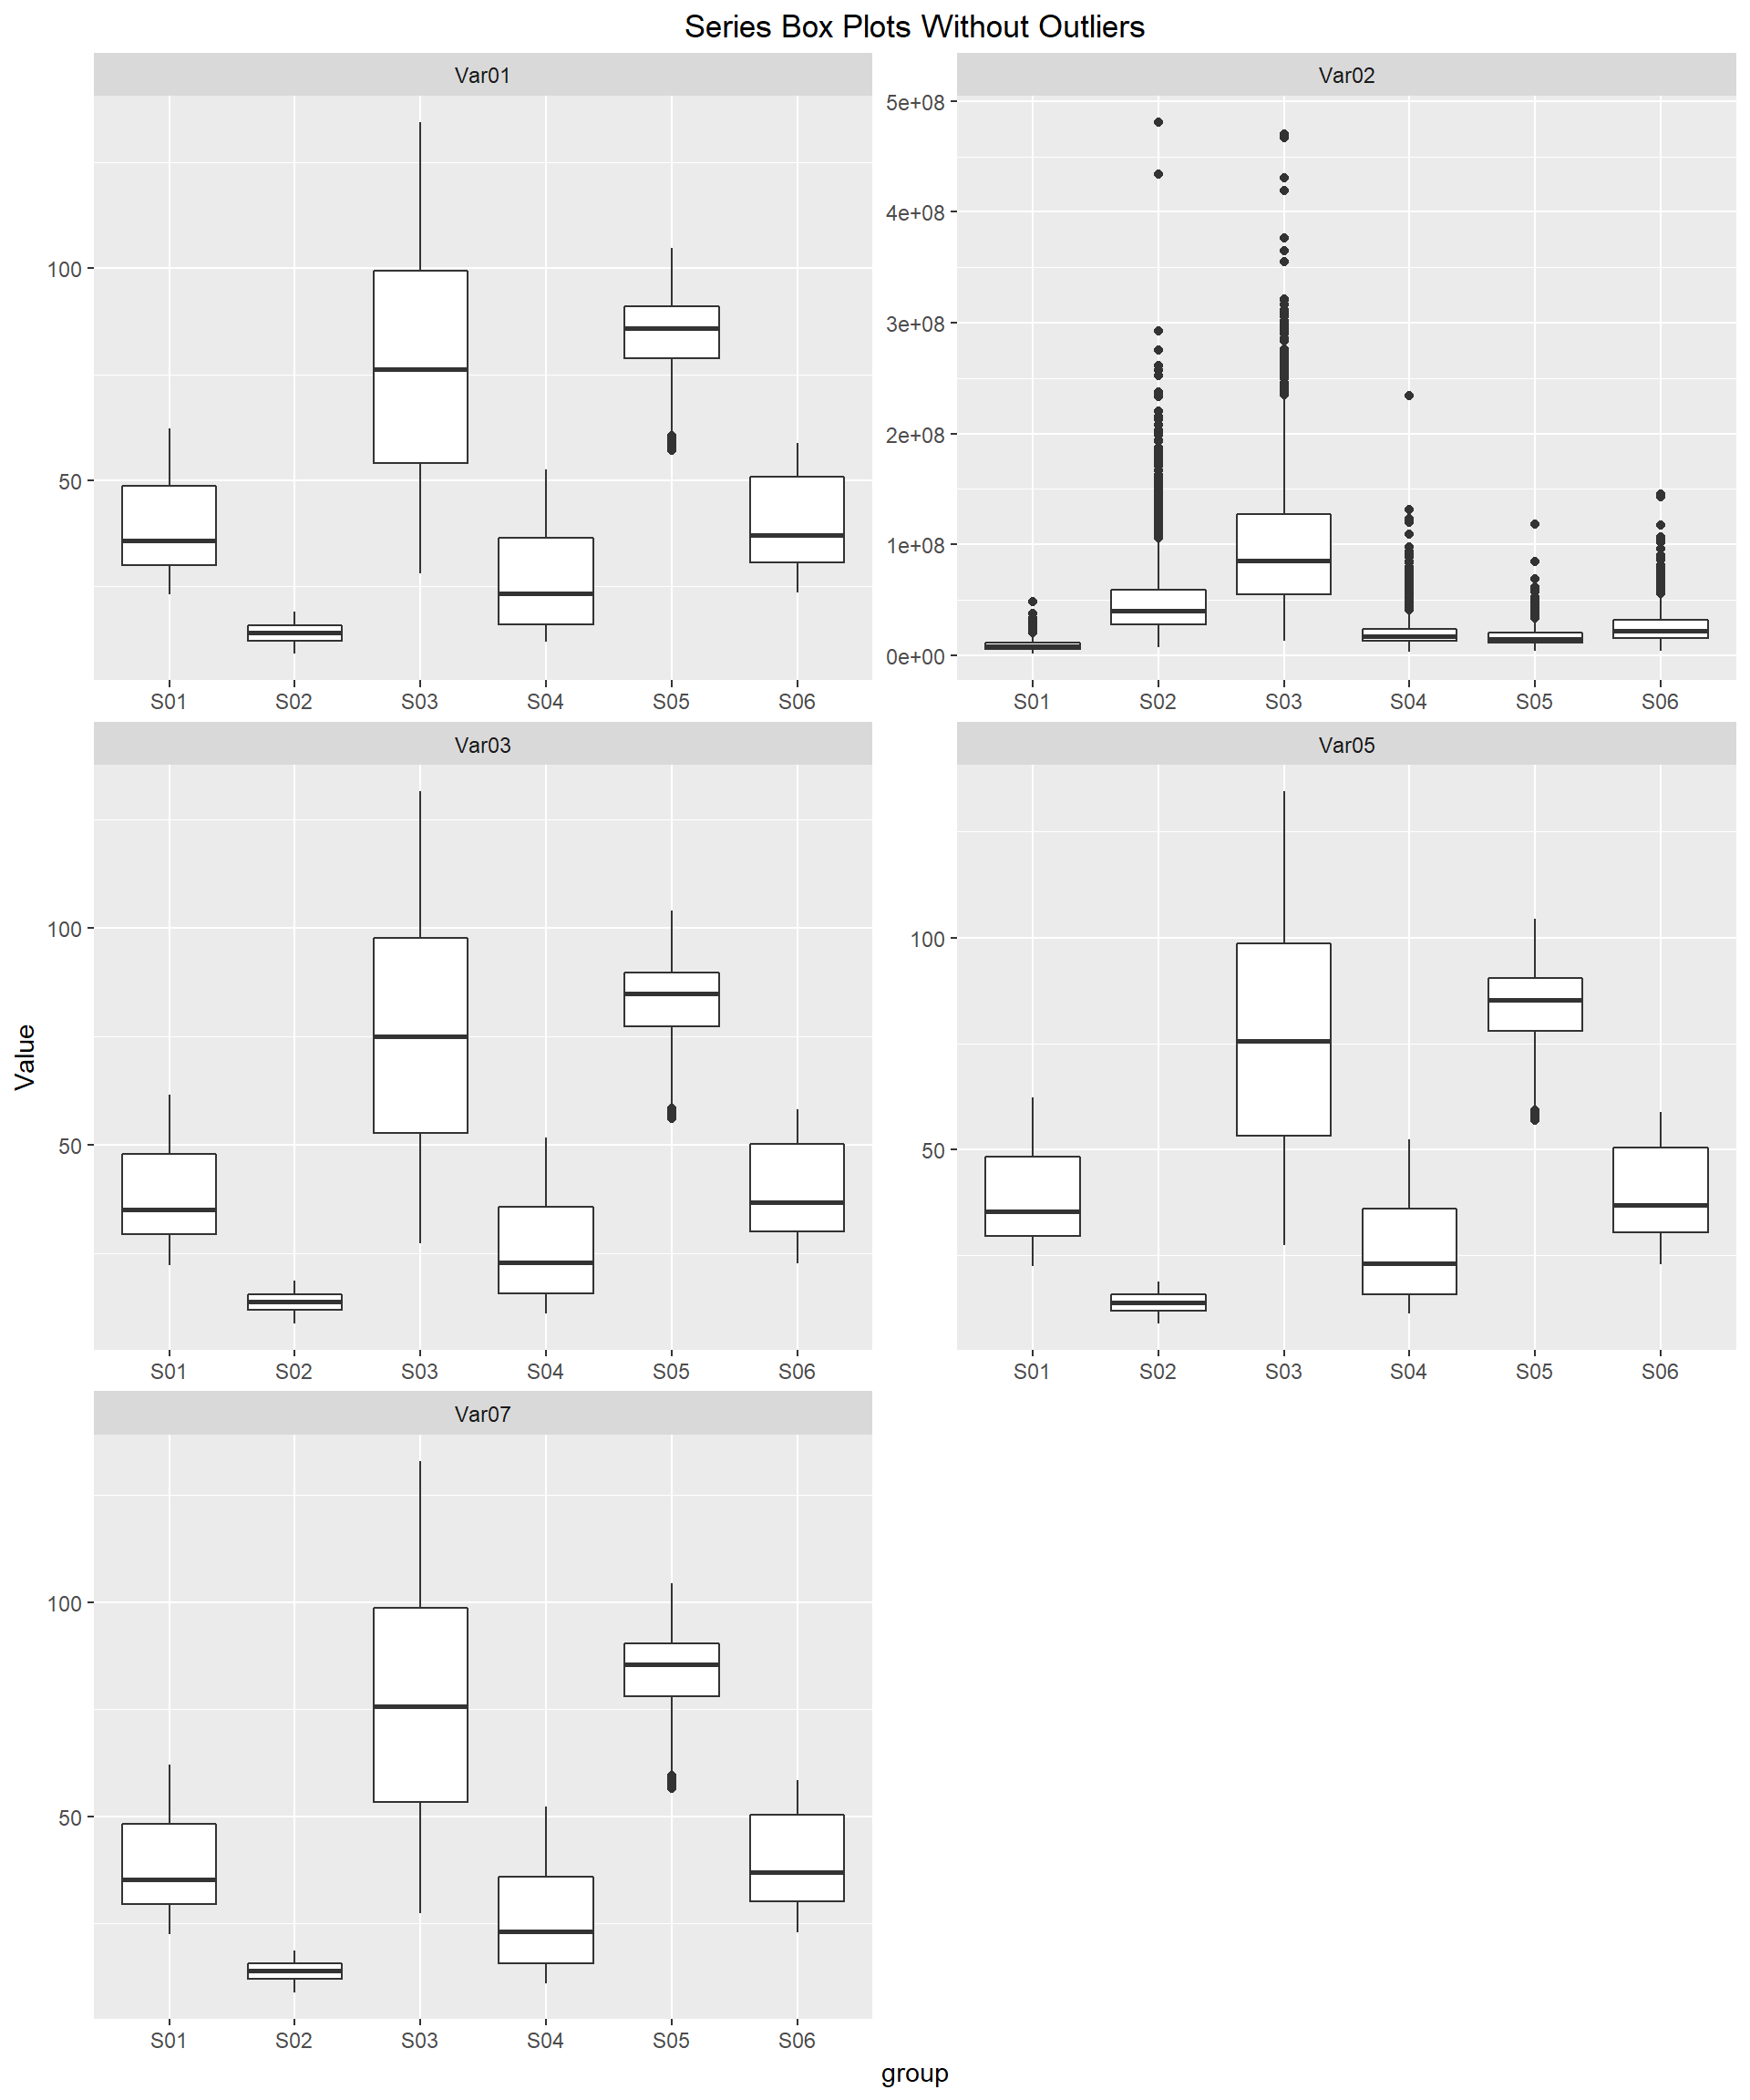 Series Box Plots Without Outliers
Var01
Var02
100
50
S01 S02 S03 S04 S05 S06
5e+08
4e+08
3e+08
2e+08
1e+08
0e+00
S01 S02 S03 S04 S05 S06
Var03
Var05
Value
100
50
S01 S02 S03 S04 S05 S06
100
50
S01 S02 S03 S04 S05 S06
Var07
100
50
S01 S02 S03 S04 S05 S06
group